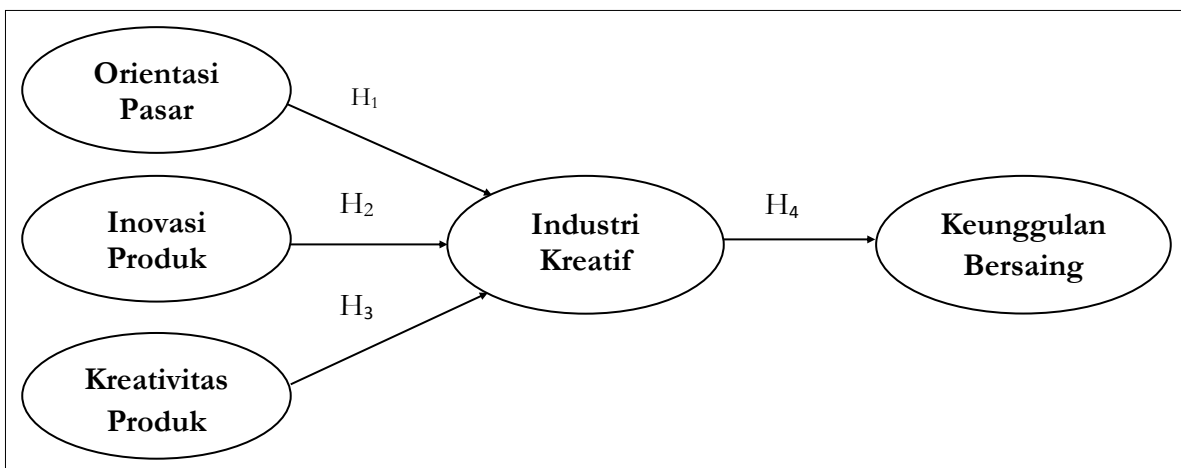 Orientasi
Pasar
H₁
Inovasi
Produk
H₂
Industri
Kreatif
H₄
Keunggulan
Bersaing
H₃
Kreativitas
Produk